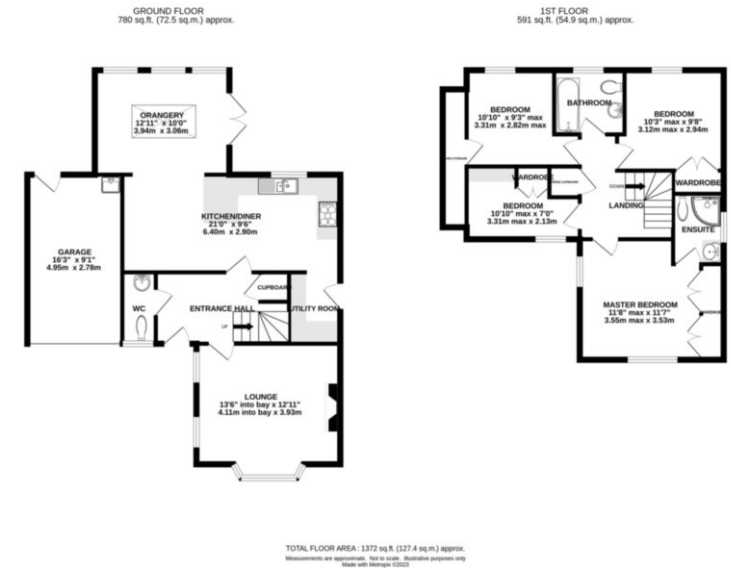 GROUND FLOOR
780 sq.ft. (72.5 sq.m.) approx.
1ST FLOOR
591 sq.ft. (54.9 sq.m.) approx.
ORANGERY
12'11" x 10'0"
3.94m x 3.06m
KITCHEN/DINER
21'0" x 9'6"
6.40m x 2.90m
GARAGE
16'3" x 9'1"
4.95m x 2.78m
WC
ENTRANCE HALL
CUPBOARD
UTILITY ROOM
UP
LOUNGE
13'6" into bay x 12'11"
4.11m into bay x 3.93m
BEDROOM
10'10" x 9'3" max
3.31m x 2.82m max
BATHROOM
BEDROOM
10'3" max x 9'8"
3.12m max x 2.94m
WARDROBE
WARDROBE
DOWN
LANDING
BEDROOM
10'10" max x 7'0"
3.31m max x 2.13m
ENSUITE
MASTER BEDROOM
11'8" max x 11'7"
3.55m max x 3.53m
TOTAL FLOOR AREA : 1372 sq.ft. (127.4 sq.m.) approx.
Measurements are approximate. Not to scale. Illustrative purposes only
Made with Metropix ©2023